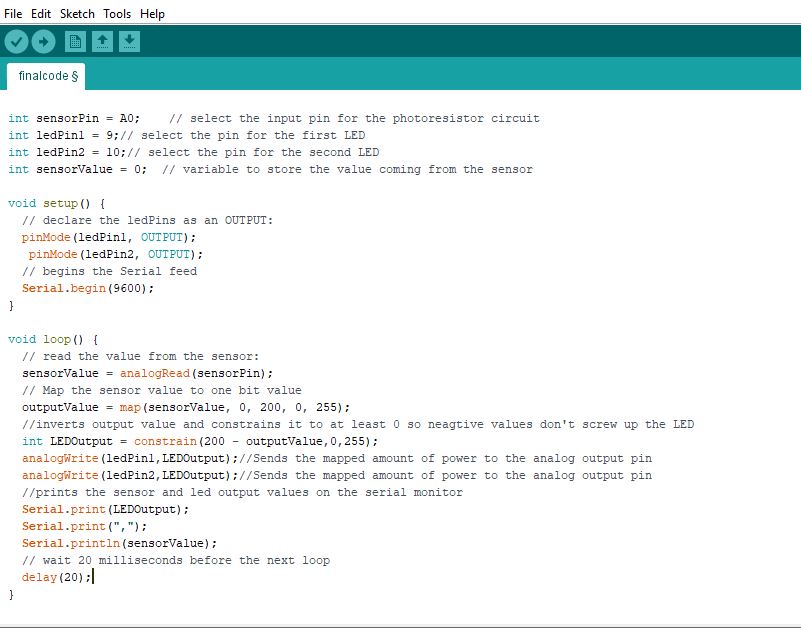 File Edit Sketch Tools Help
finalcode §
int sensorPin = A0;    // select the input pin for the photoresistor circuit
int ledPin1 = 9;// select the pin for the first LED
int ledPin2 = 10;// select the pin for the second LED
int sensorValue = 0;  // variable to store the value coming from the sensor
void setup() {
  // declare the ledPins as an OUTPUT:
  pinMode(ledPin1, OUTPUT);
   pinMode(ledPin2, OUTPUT);
  // begins the Serial feed
  Serial.begin(9600);
}
void loop() {
  // read the value from the sensor:
  sensorValue = analogRead(sensorPin);
  // Map the sensor value to one bit value
  outputValue = map(sensorValue, 0, 200, 0, 255);
  //inverts output value and constrains it to at least 0 so neagtive values don't screw up the LED
  int LEDOutput = constrain(200 - outputValue,0,255);
  analogWrite(ledPin1,LEDOutput);//Sends the mapped amount of power to the analog output pin
  analogWrite(ledPin2,LEDOutput);//Sends the mapped amount of power to the analog output pin
  //prints the sensor and led output values on the serial monitor
  Serial.print(LEDOutput);
  Serial.print(",");
  Serial.println(sensorValue);
  // wait 20 milliseconds before the next loop
  delay(20);
}